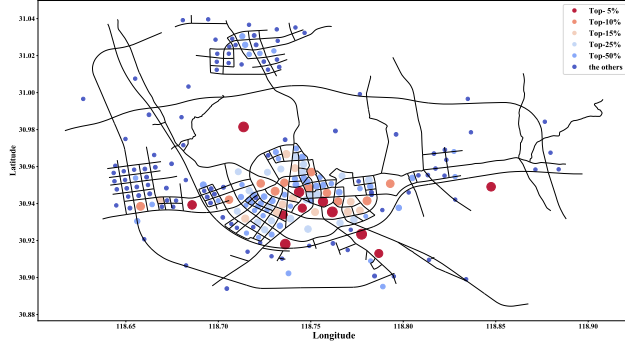 31.04
31.02
31.00
30.98
30.96
30.94
30.92
30.90
30.88
Latitude
118.65
118.70
118.75
118.80
118.85
118.90
Longitude
Top- 5%
Top-10%
Top-15%
Top-25%
Top-50%
the others